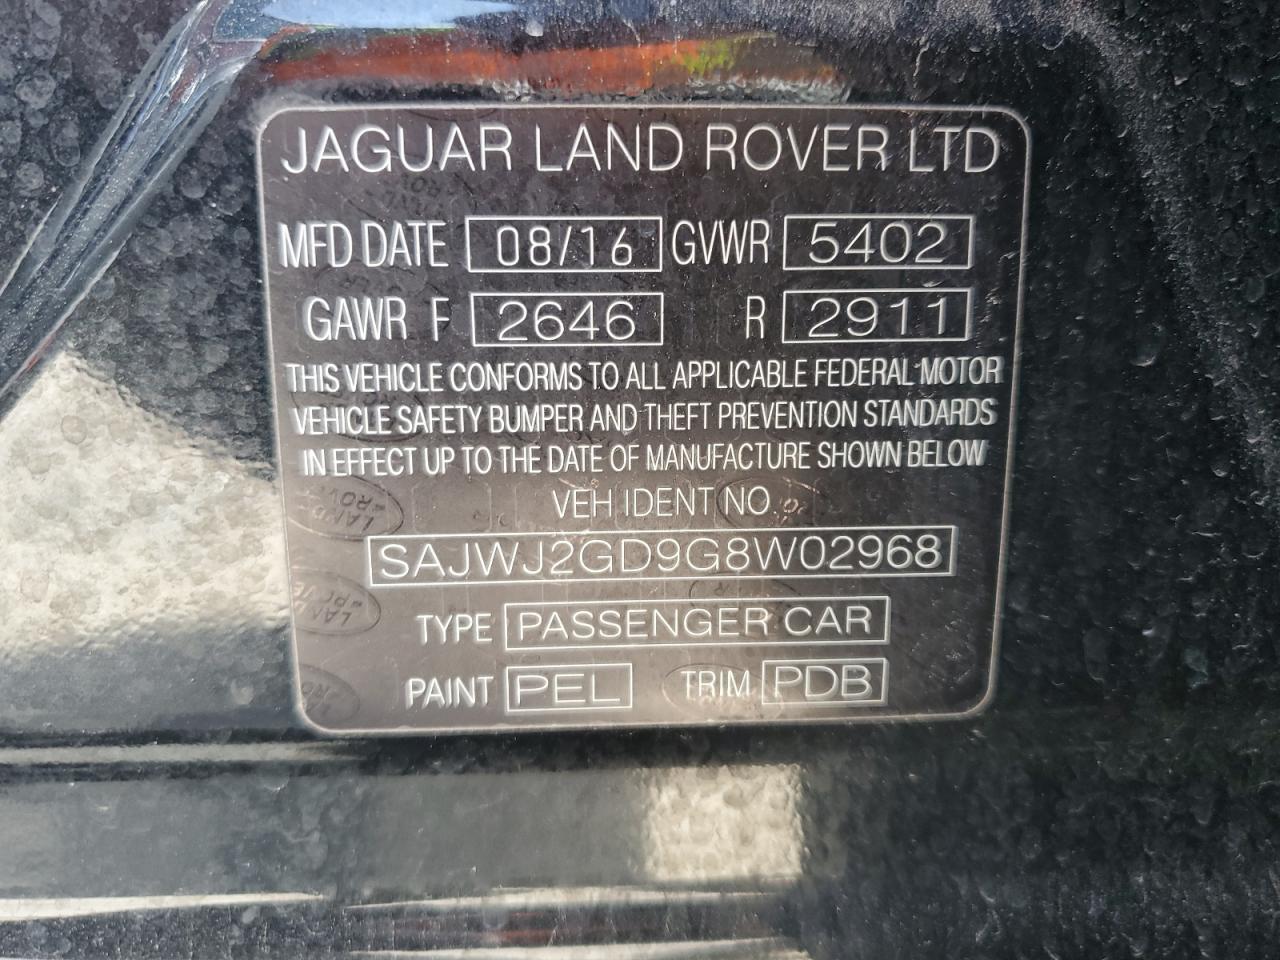 JAGUAR LAND ROVER LTD
MFD DATE 08/16 GVWR 5402
GAWR F 2646 R 2911
THIS VEHICLE CONFORMS TO ALL APPLICABLE FEDERAL MOTOR
VEHICLE SAFETY BUMPER AND THEFT PREVENTION STANDARDS
IN EFFECT UP TO THE DATE OF MANUFACTURE SHOWN BELOW
VEH IDENT NO.
SAJWJ2GD9G8W02968
TYPE PASSENGER CAR
PAINT PEL TRIM PDB
LAND-
ROVER